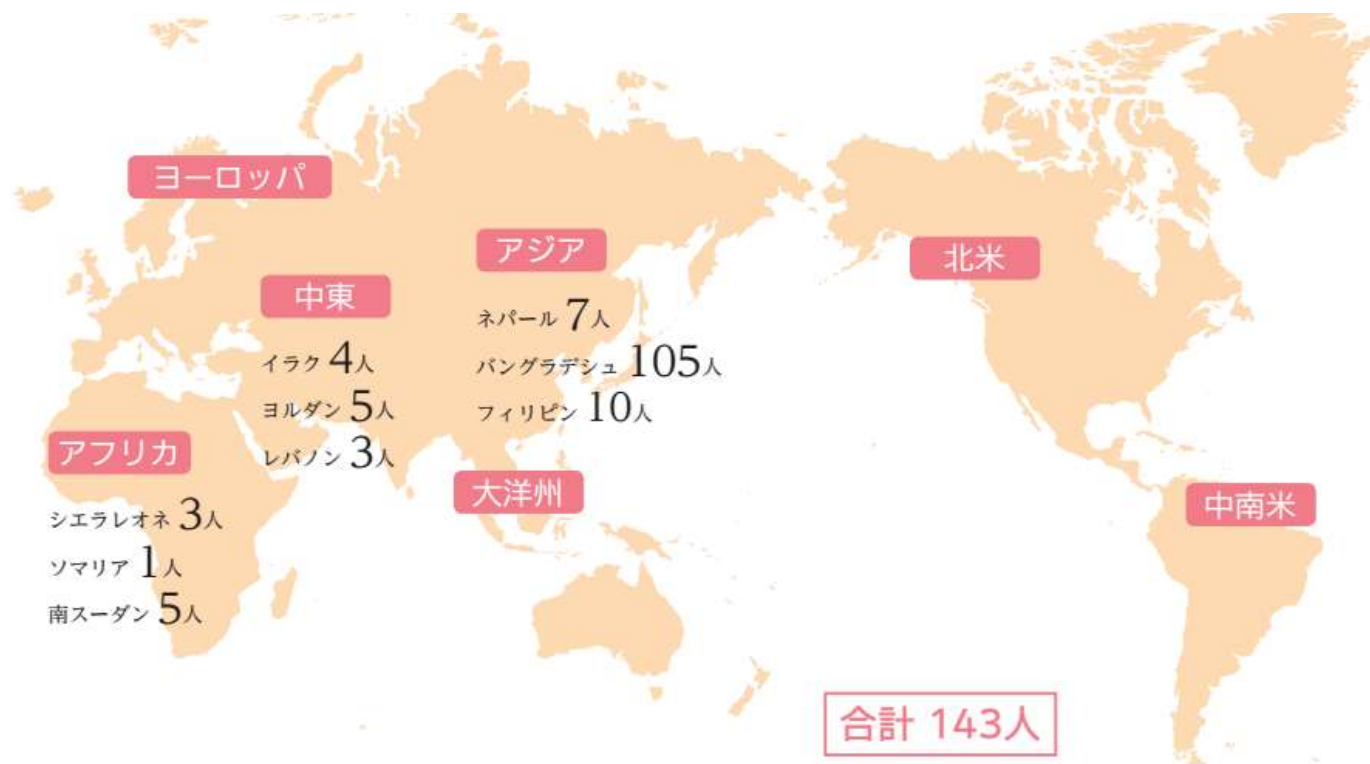 ヨーロッパ
アジア
ネパール 7人
バングラデシュ 105人
フィリピン 10人
中東
イラク 4人
ヨルダン 5人
レバノン 3人
アフリカ
シエラレオネ 3人
ソマリア 1人
南スーダン 5人
大洋州
北米
中南米
合計 143人